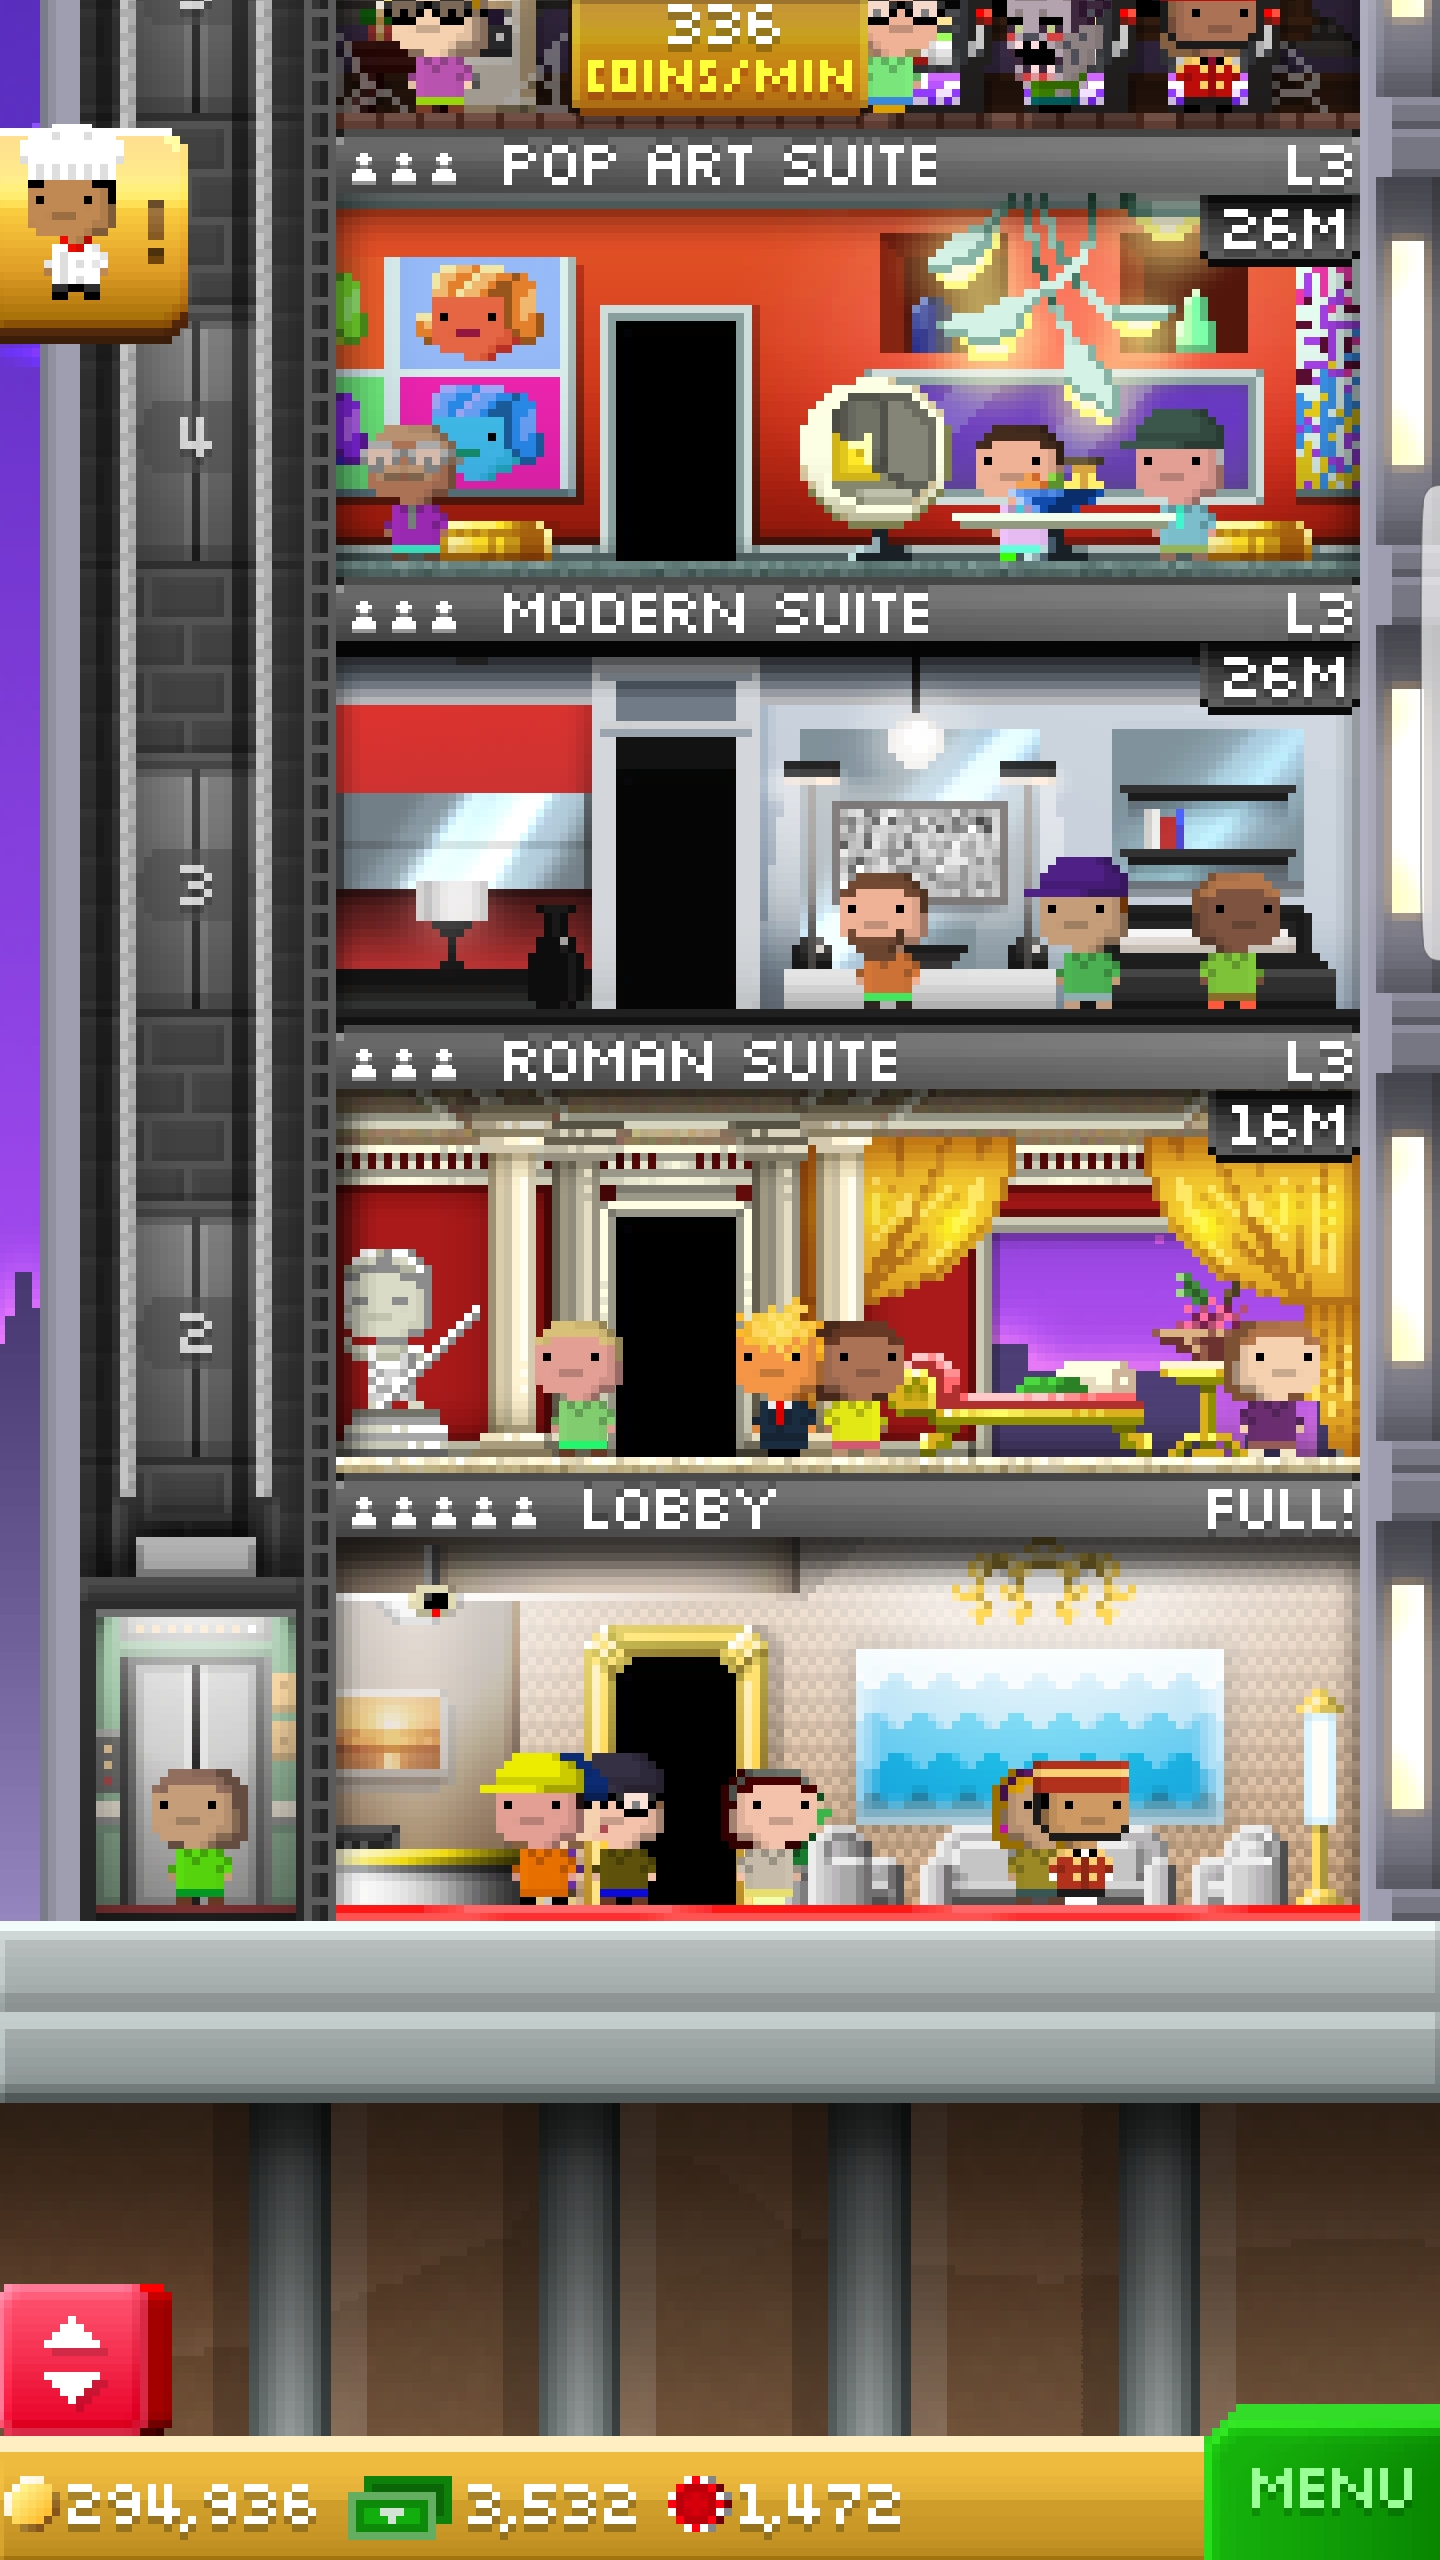 336
COINS/MIN
!
POP ART SUITE L3
26M
4
MODERN SUITE L3
26M
3
ROMAN SUITE L3
16M
2
LOBBY FULL!
294,936 3,532 1,472
MENU